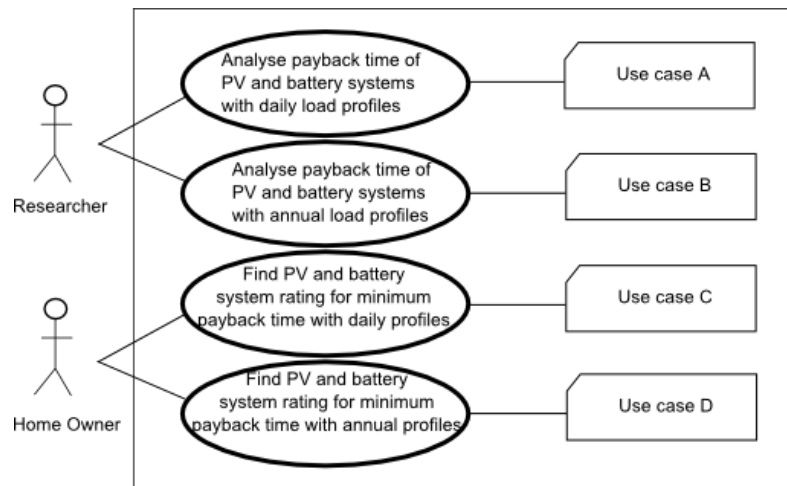 Analyse payback time of
PV and battery systems
with daily load profiles
Use case A
Researcher
Analyse payback time of
PV and battery systems
with annual load profiles
Use case B
Find PV and battery
system rating for minimum
payback time with daily profiles
Use case C
Home Owner
Find PV and battery
system rating for minimum
payback time with annual profiles
Use case D